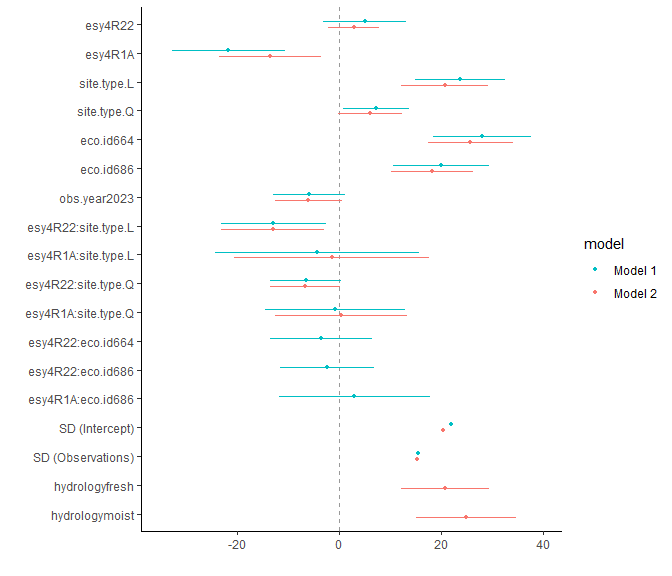 esy4R22
esy4R1A
site.type.L
site.type.Q
eco.id664
eco.id686
obs.year2023
esy4R22:site.type.L
esy4R1A:site.type.L
esy4R22:site.type.Q
esy4R1A:site.type.Q
esy4R22:eco.id664
esy4R22:eco.id686
esy4R1A:eco.id686
SD (Intercept)
SD (Observations)
hydrologyfresh
hydrologymoist
-20 0 20 40
model
Model 1
Model 2